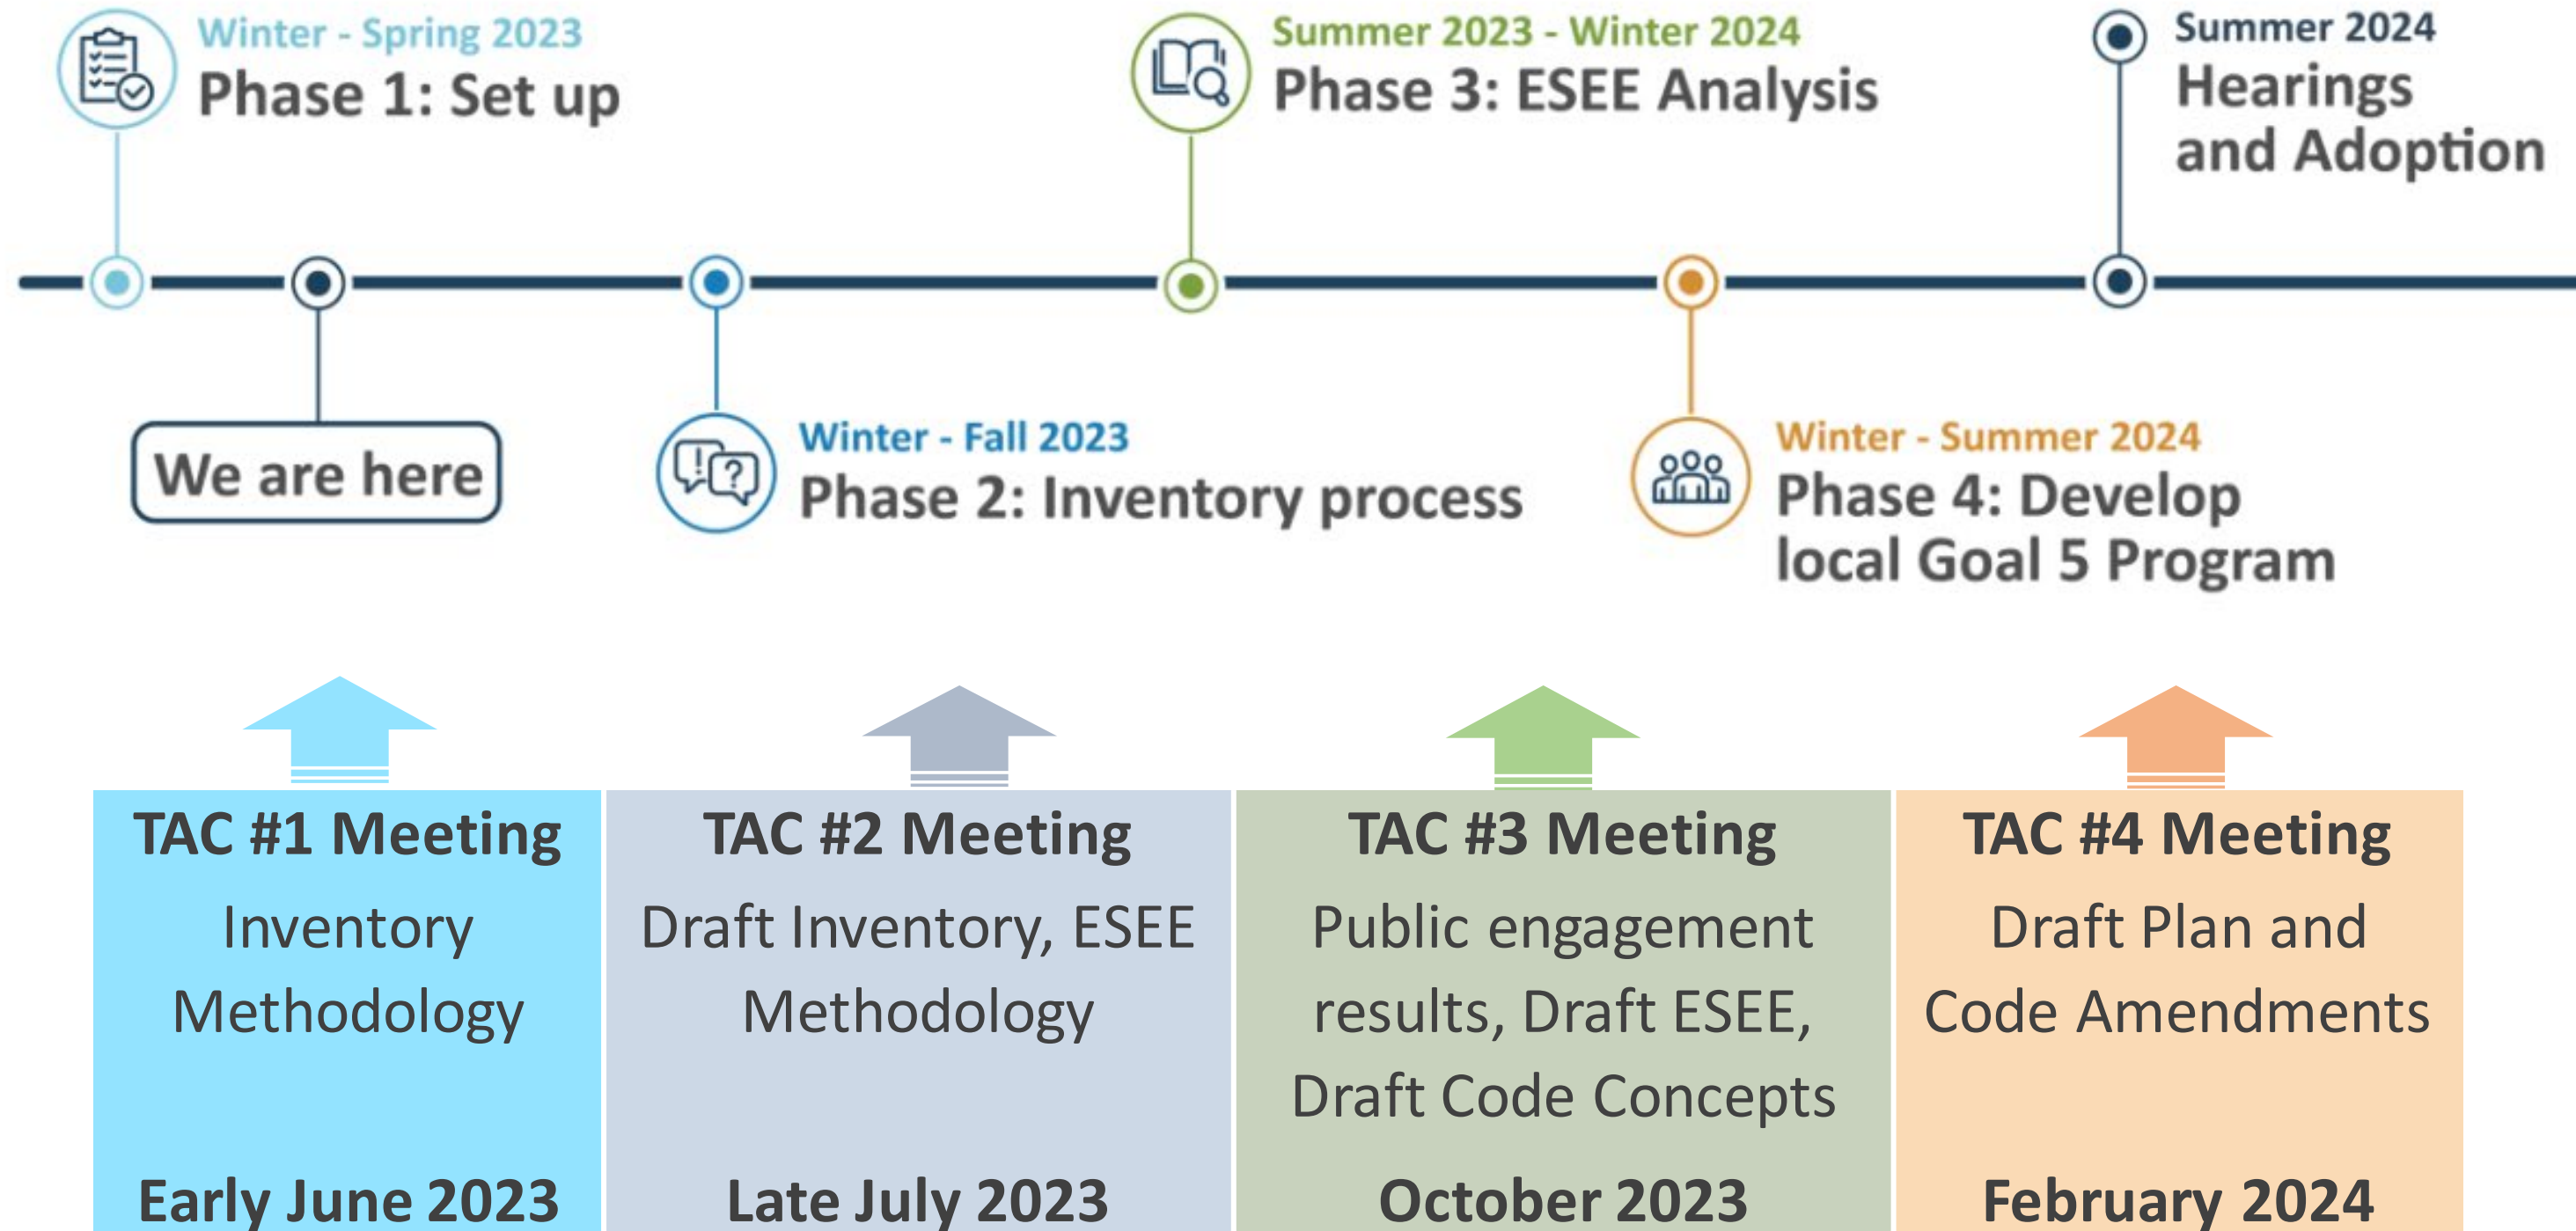 Winter - Spring 2023
Phase 1: Set up
Summer 2023 - Winter 2024
Phase 3: ESEE Analysis
Summer 2024
Hearings
and Adoption
We are here
Winter - Fall 2023
Phase 2: Inventory process
Winter - Summer 2024
Phase 4: Develop
local Goal 5 Program
TAC #1 Meeting
Inventory
Methodology
Early June 2023
TAC #2 Meeting
Draft Inventory, ESEE
Methodology
Late July 2023
TAC #3 Meeting
Public engagement
results, Draft ESEE,
Draft Code Concepts
October 2023
TAC #4 Meeting
Draft Plan and
Code Amendments
February 2024